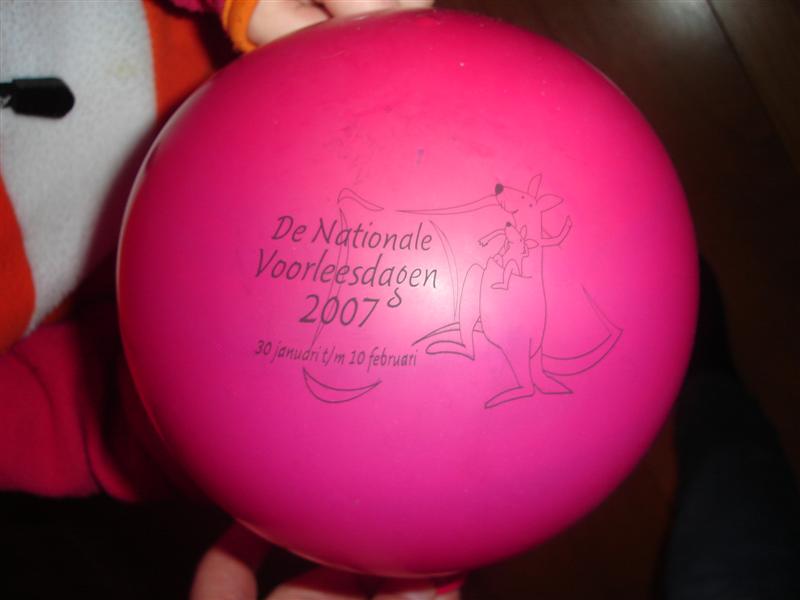 De Nationale
Voorleesdagen
2007
30 januari t/m 10 februari